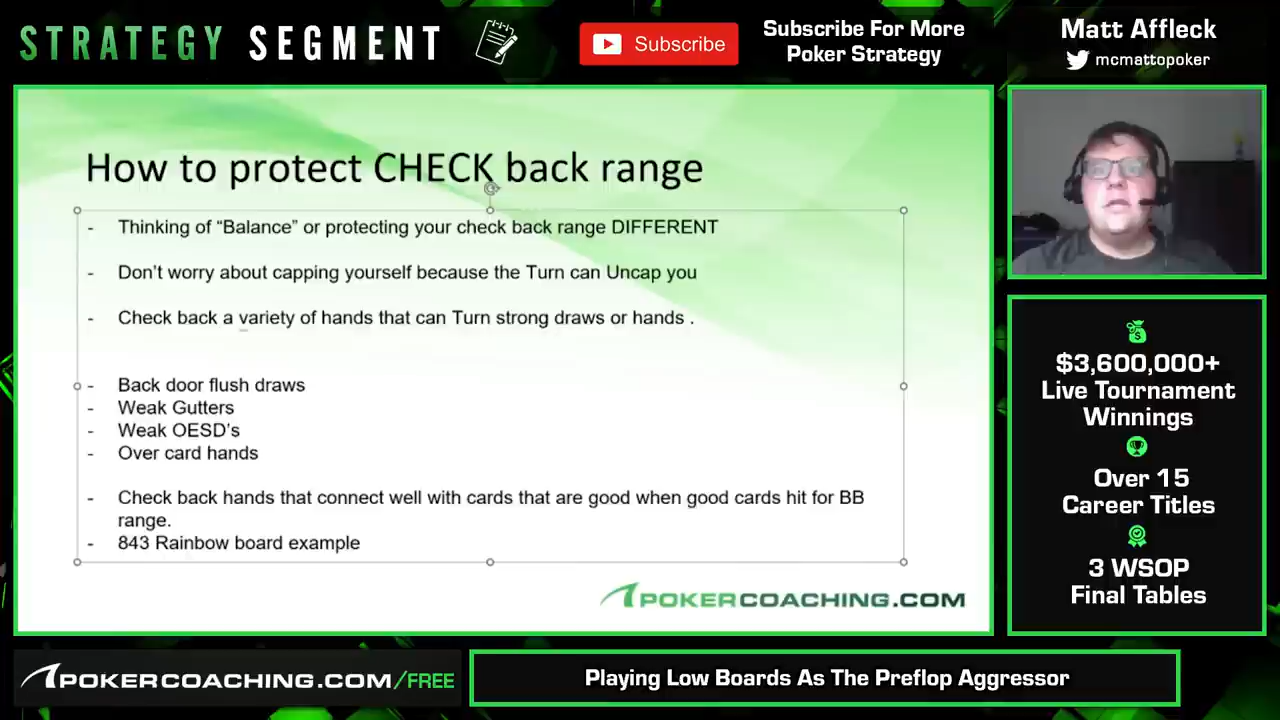 STRATEGY SEGMENT
Subscribe
Subscribe For More
Poker Strategy
Matt Affleck
mcmattopoker
How to protect CHECK back range
- Thinking of “Balance” or protecting your check back range DIFFERENT
- Don’t worry about capping yourself because the Turn can Uncap you
- Check back a variety of hands that can Turn strong draws or hands .
- Back door flush draws
- Weak Gutters
- Weak OESD’s
- Over card hands
- Check back hands that connect well with cards that are good when good cards hit for BB
range.
- 843 Rainbow board example
POKERCOACHING.COM
$3,600,000+
Live Tournament
Winnings
Over 15
Career Titles
3 WSOP
Final Tables
POKERCOACHING.COM/FREE
Playing Low Boards As The Preflop Aggressor